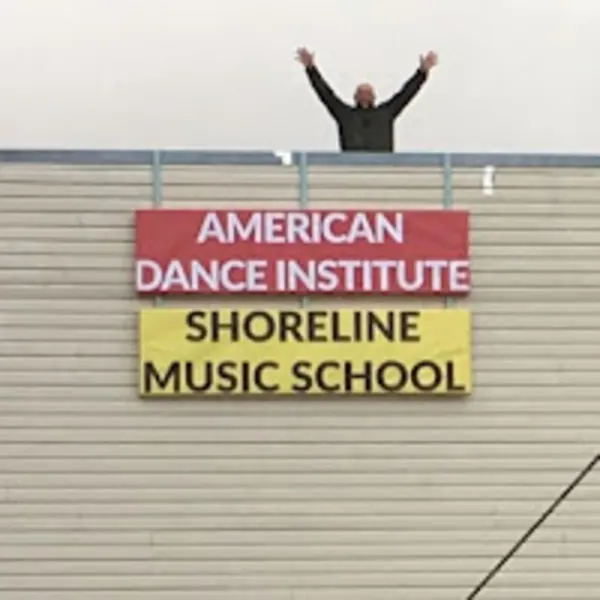 AMERICAN
DANCE INSTITUTE
SHORELINE
MUSIC SCHOOL